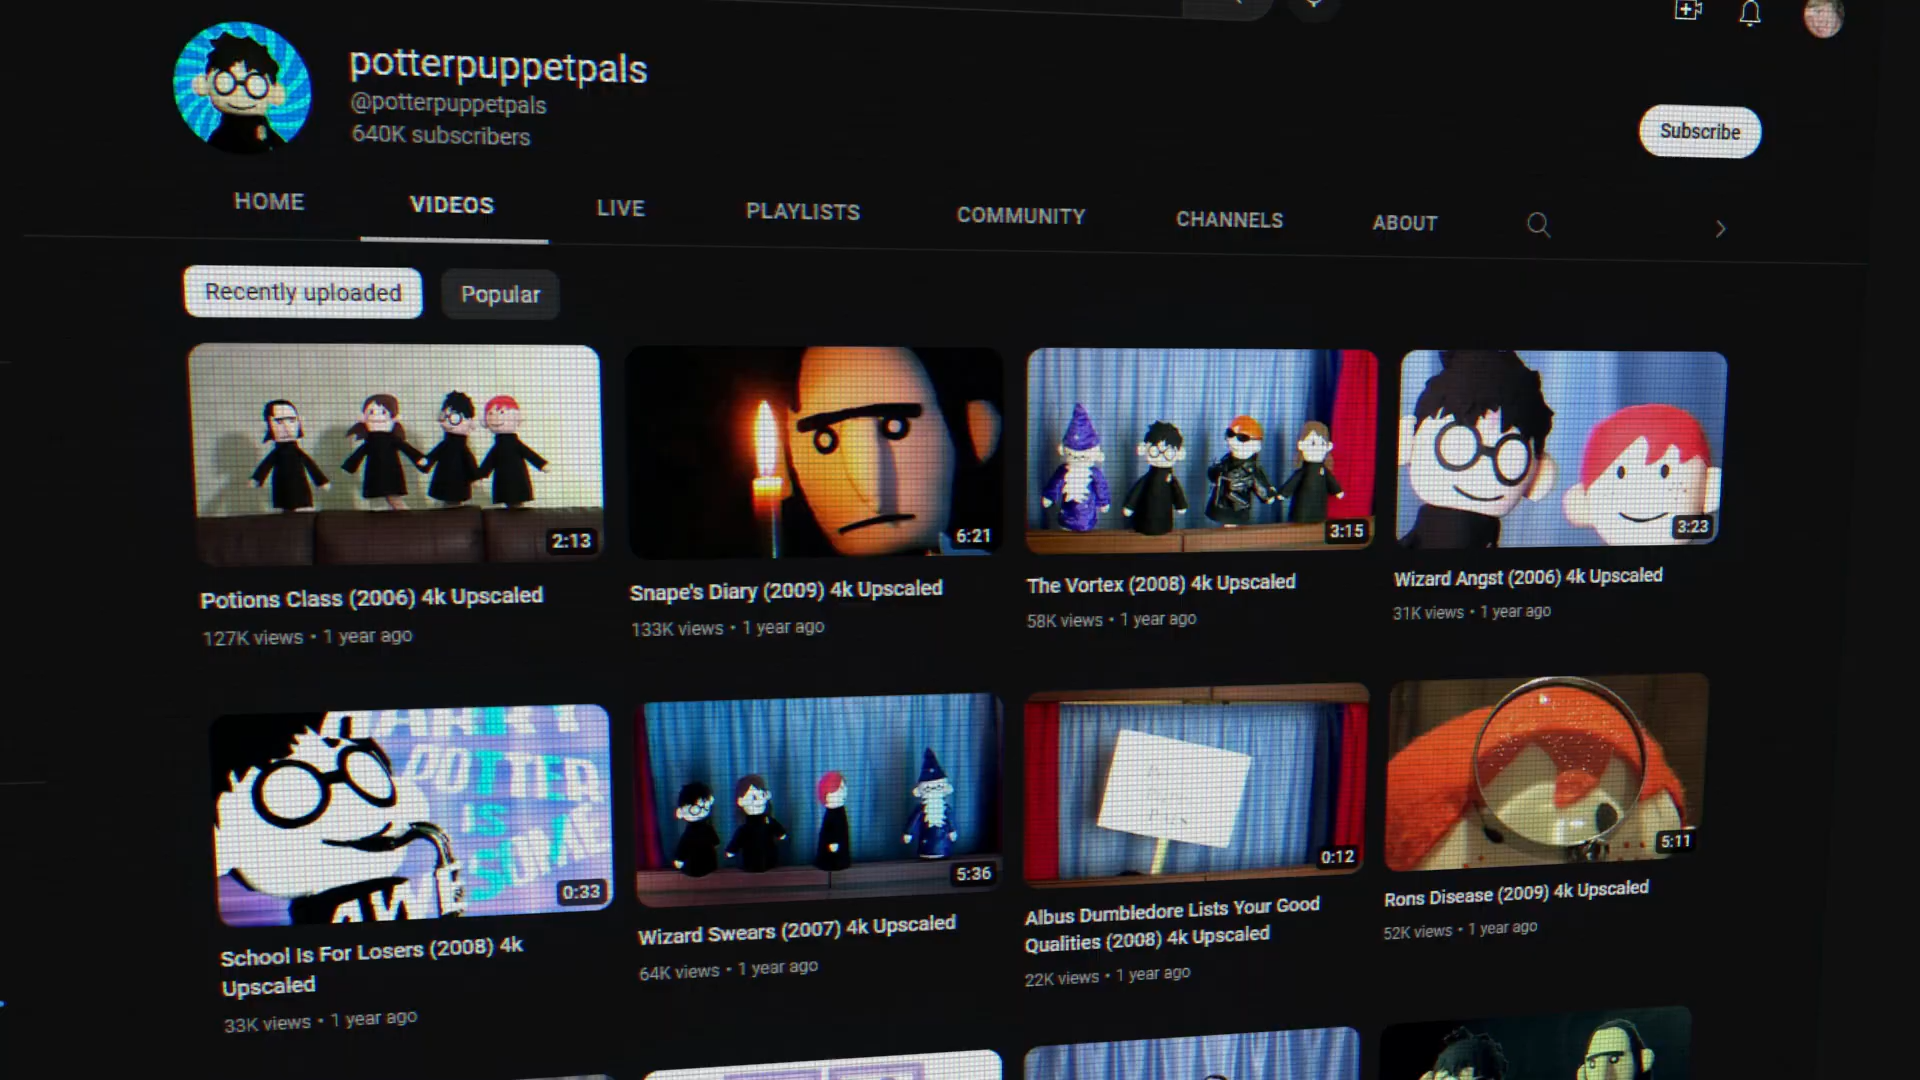 potterpuppetpals
@potterpuppetpals
640K subscribers
Subscribe
HOME VIDEOS LIVE PLAYLISTS COMMUNITY CHANNELS ABOUT
Recently uploaded Popular
2:13 6:21 3:15 3:23
Potions Class (2006) 4k Upscaled
127K views • 1 year ago
Snape's Diary (2009) 4k Upscaled
133K views • 1 year ago
The Vortex (2008) 4k Upscaled
58K views • 1 year ago
Wizard Angst (2006) 4k Upscaled
31K views • 1 year ago
HARRY
POTTER
IS
AWESOME
AWESOME
0:33 5:36 0:12 5:11
School Is For Losers (2008) 4k
Upscaled
33K views • 1 year ago
Wizard Swears (2007) 4k Upscaled
64K views • 1 year ago
Albus Dumbledore Lists Your Good
Qualities (2008) 4k Upscaled
22K views • 1 year ago
Rons Disease (2009) 4k Upscaled
52K views • 1 year ago